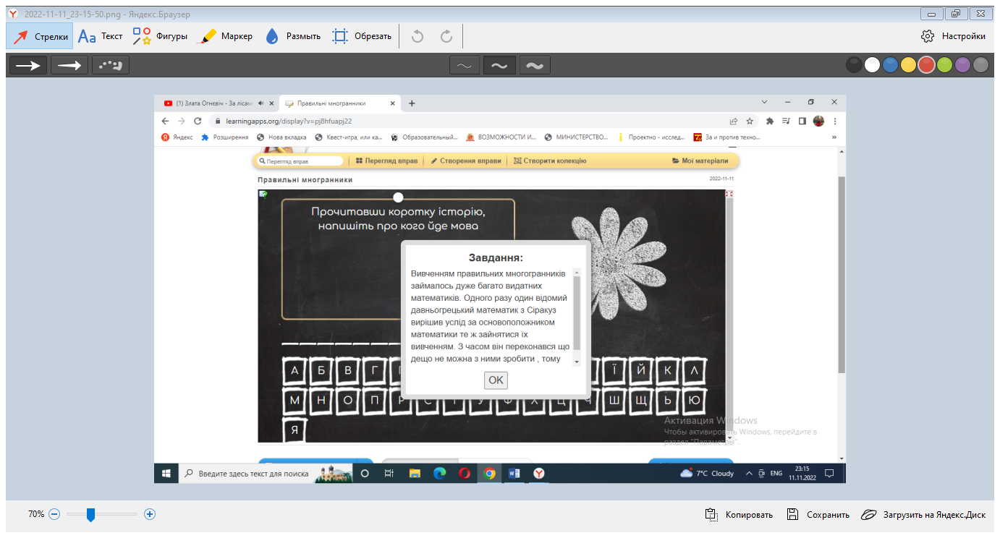 2022-11-11_23-15-50.png - Яндекс.Браузер
Стрелки Текст Фигуры Маркер Размыть Обрезать Настройки
(1) Злата Огнєвіч - За лісам Правильні многранники
learningapps.org/display?v=pj8hfuapj22
Яндекс Розширення Нова вкладка Квест-игра, или ка... Образовательный... ВОЗМОЖНОСТИ И... МИНИСТЕРСТВО... Проектно - исслед... За и против техно... »
Перегляд вправ Перегляд вправ Створення вправи Створити колекцію Мої матеріали
Правильні многранники 2022-11-11
Прочитавши коротку історію,
напишіть про кого йде мова
Завдання:
Вивченням правильних многогранників
займалось дуже багато видатних
математиків. Одного разу один відомий
давньогрецький математик з Сіракуз
вирішив услід за основоположником
математики те ж зайнятися їх
вивченням. З часом він переконався що
дещо не можна з ними зробити , тому
OK
А Б В Г Ї Й К Л
М Н О П Р С Т У Ф Х Ц Ч Ш Щ Ь Ю
Я
Активация Windows
Чтобы активировать Windows, перейдите в
раздел "Параметры".
Введите здесь текст для поиска 7°C Cloudy ENG 23:15
11.11.2022
70% Копировать Сохранить Загрузить на Яндекс.Диск